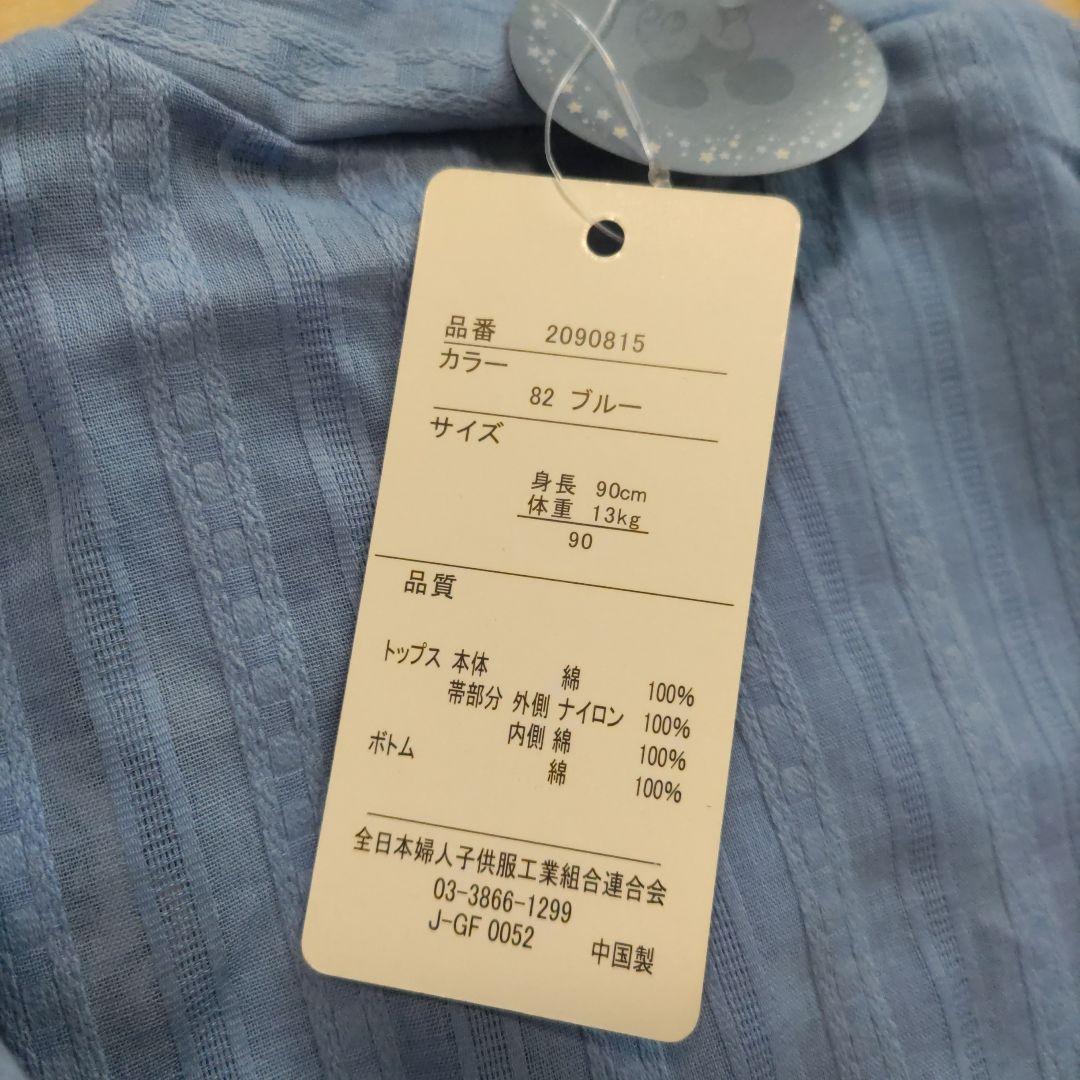 品番 2090815
カラー
82 ブルー
サイズ
身長 90cm
体重 13kg
90
品質
トップス 本体 綿 100%
帯部分 外側 ナイロン 100%
内側 綿 100%
ボトム 綿 100%
全日本婦人子供服工業組合連合会
03-3866-1299
J-GF 0052 中国製